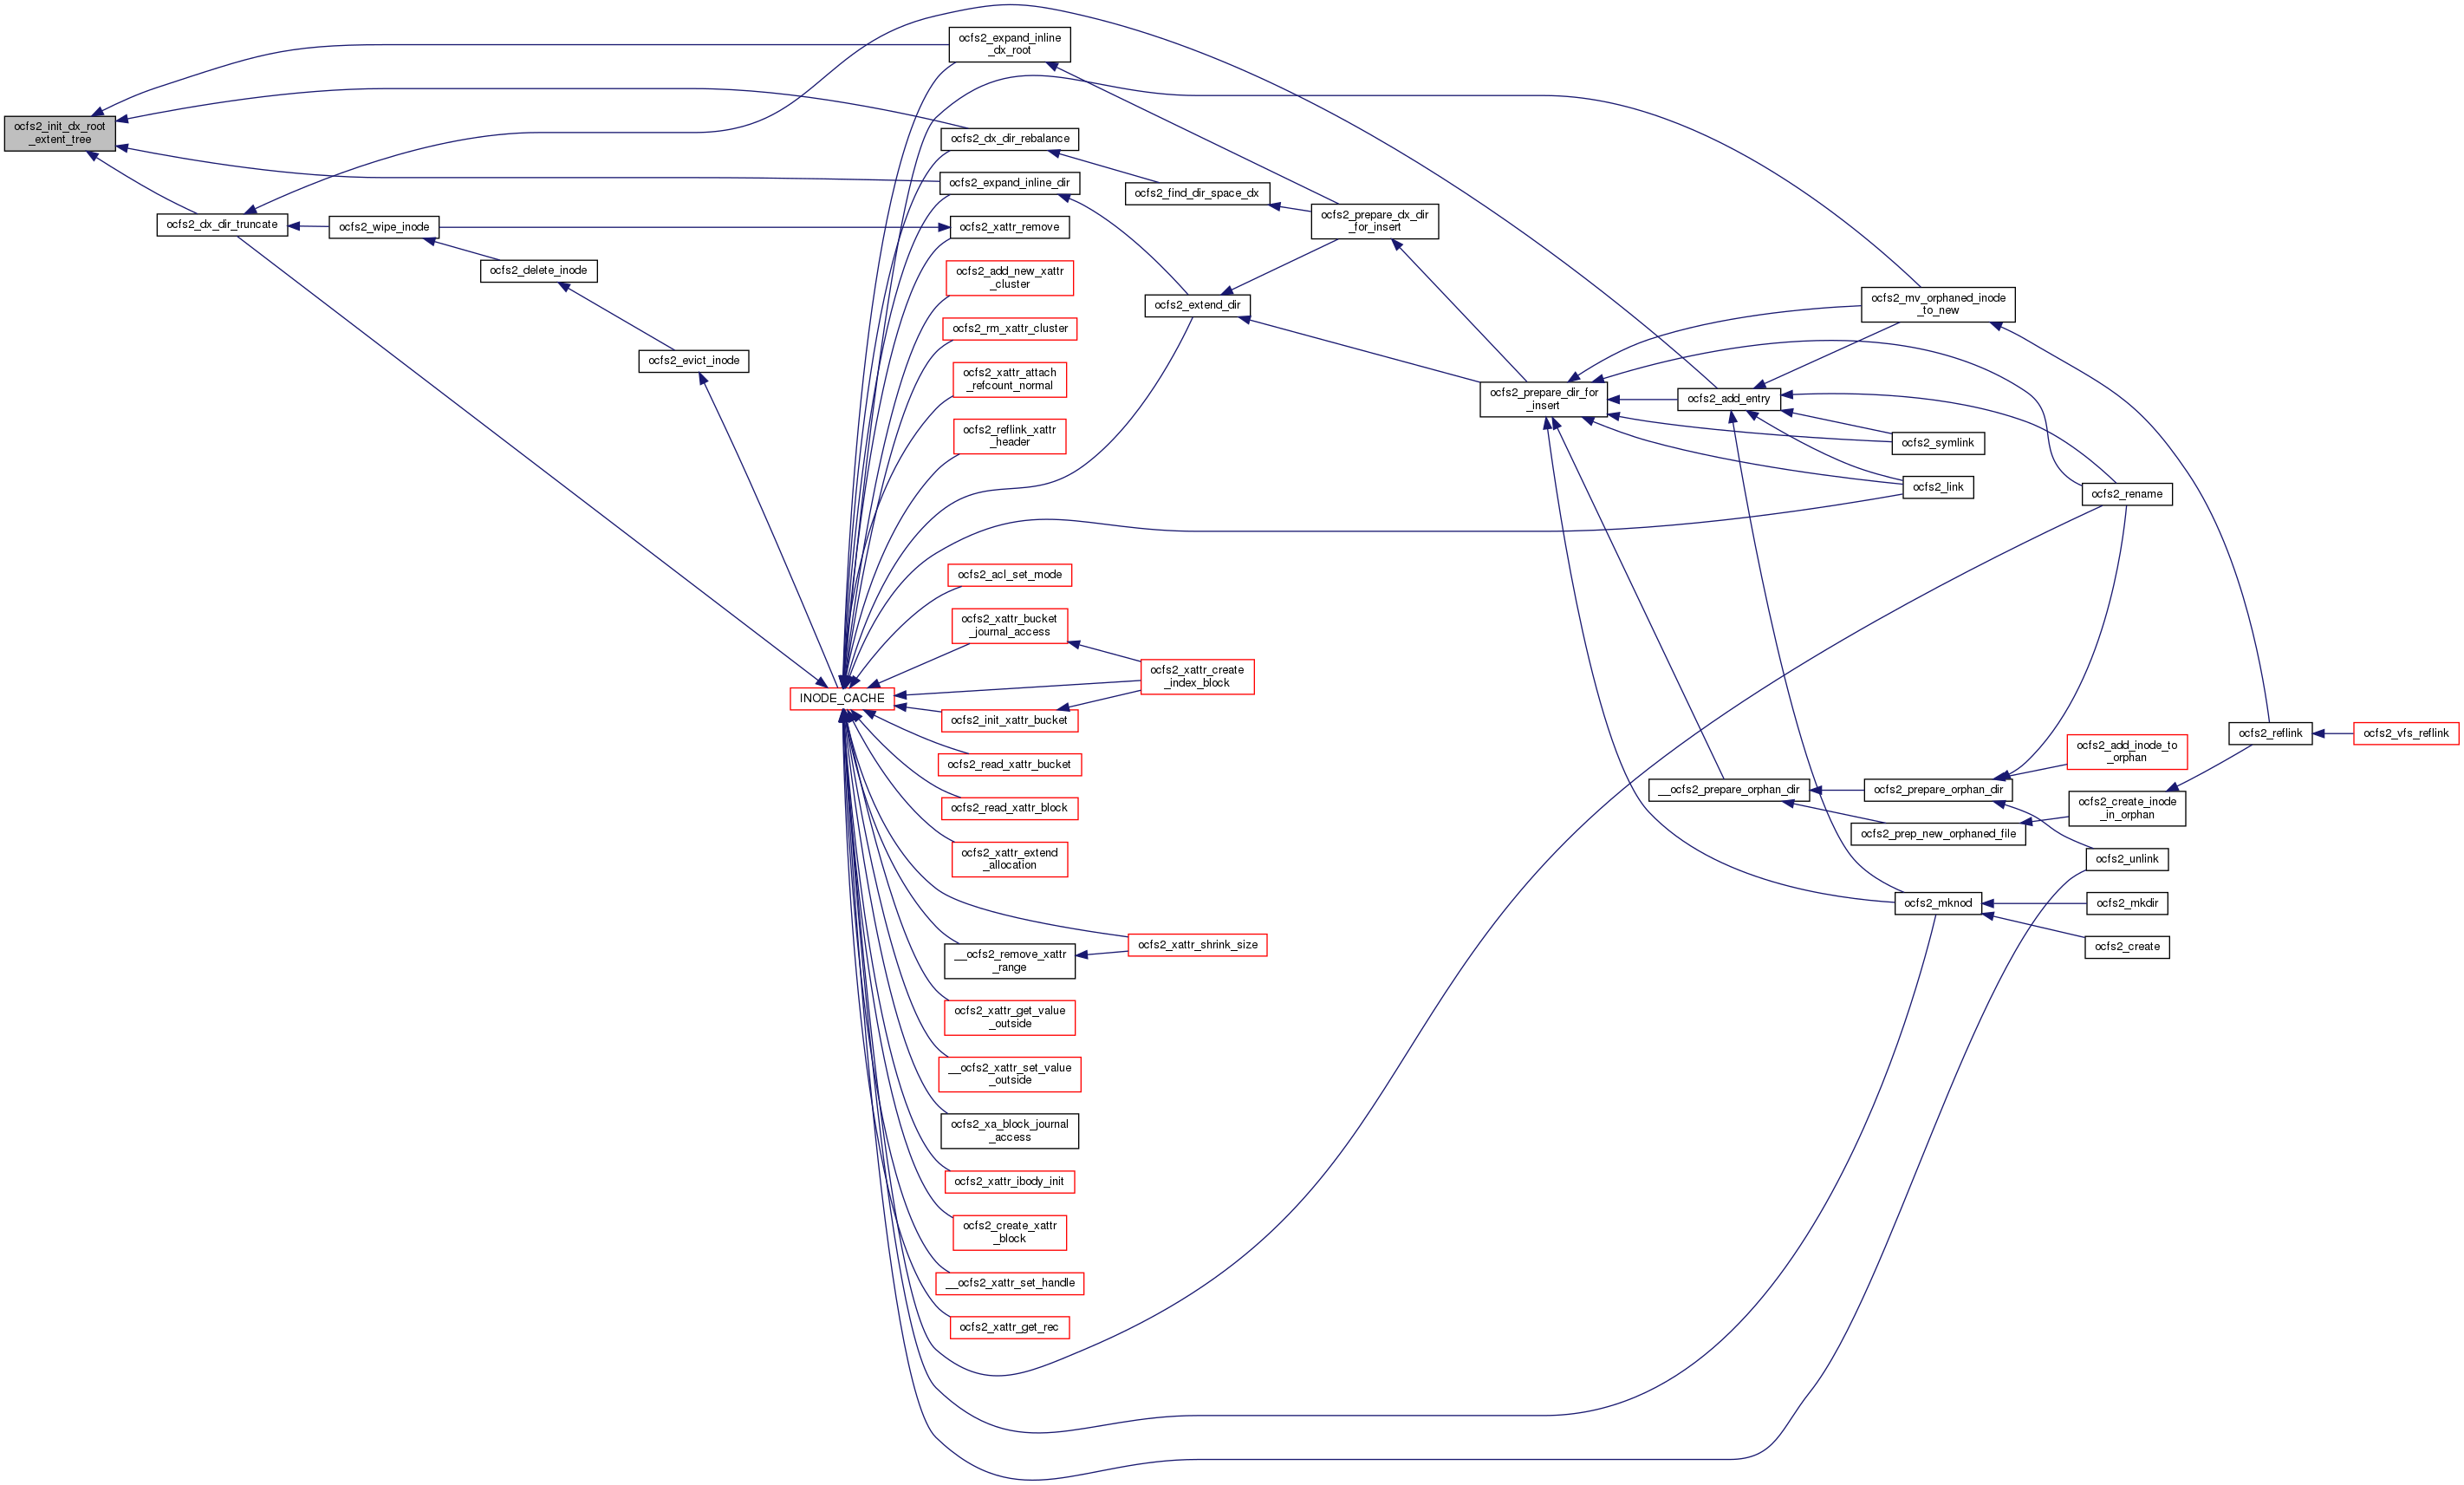 ocfs2_init_dx_root
_extent_tree
ocfs2_dx_dir_truncate
ocfs2_wipe_inode
ocfs2_delete_inode
ocfs2_evict_inode
INODE_CACHE
ocfs2_expand_inline
_dx_root
ocfs2_dx_dir_rebalance
ocfs2_expand_inline_dir
ocfs2_xattr_remove
ocfs2_add_new_xattr
_cluster
ocfs2_rm_xattr_cluster
ocfs2_xattr_attach
_refcount_normal
ocfs2_reflink_xattr
_header
ocfs2_acl_set_mode
ocfs2_xattr_bucket
_journal_access
ocfs2_init_xattr_bucket
ocfs2_read_xattr_bucket
ocfs2_read_xattr_block
ocfs2_xattr_extend
_allocation
__ocfs2_remove_xattr
_range
ocfs2_xattr_get_value
_outside
__ocfs2_xattr_set_value
_outside
ocfs2_xa_block_journal
_access
ocfs2_xattr_ibody_init
ocfs2_create_xattr
_block
__ocfs2_xattr_set_handle
ocfs2_xattr_get_rec
ocfs2_find_dir_space_dx
ocfs2_extend_dir
ocfs2_xattr_create
_index_block
ocfs2_xattr_shrink_size
ocfs2_prepare_dx_dir
_for_insert
ocfs2_prepare_dir_for
_insert
ocfs2_add_entry
__ocfs2_prepare_orphan_dir
ocfs2_mv_orphaned_inode
_to_new
ocfs2_symlink
ocfs2_link
ocfs2_prepare_orphan_dir
ocfs2_prep_new_orphaned_file
ocfs2_mknod
ocfs2_rename
ocfs2_add_inode_to
_orphan
ocfs2_create_inode
_in_orphan
ocfs2_unlink
ocfs2_mkdir
ocfs2_create
ocfs2_reflink
ocfs2_vfs_reflink